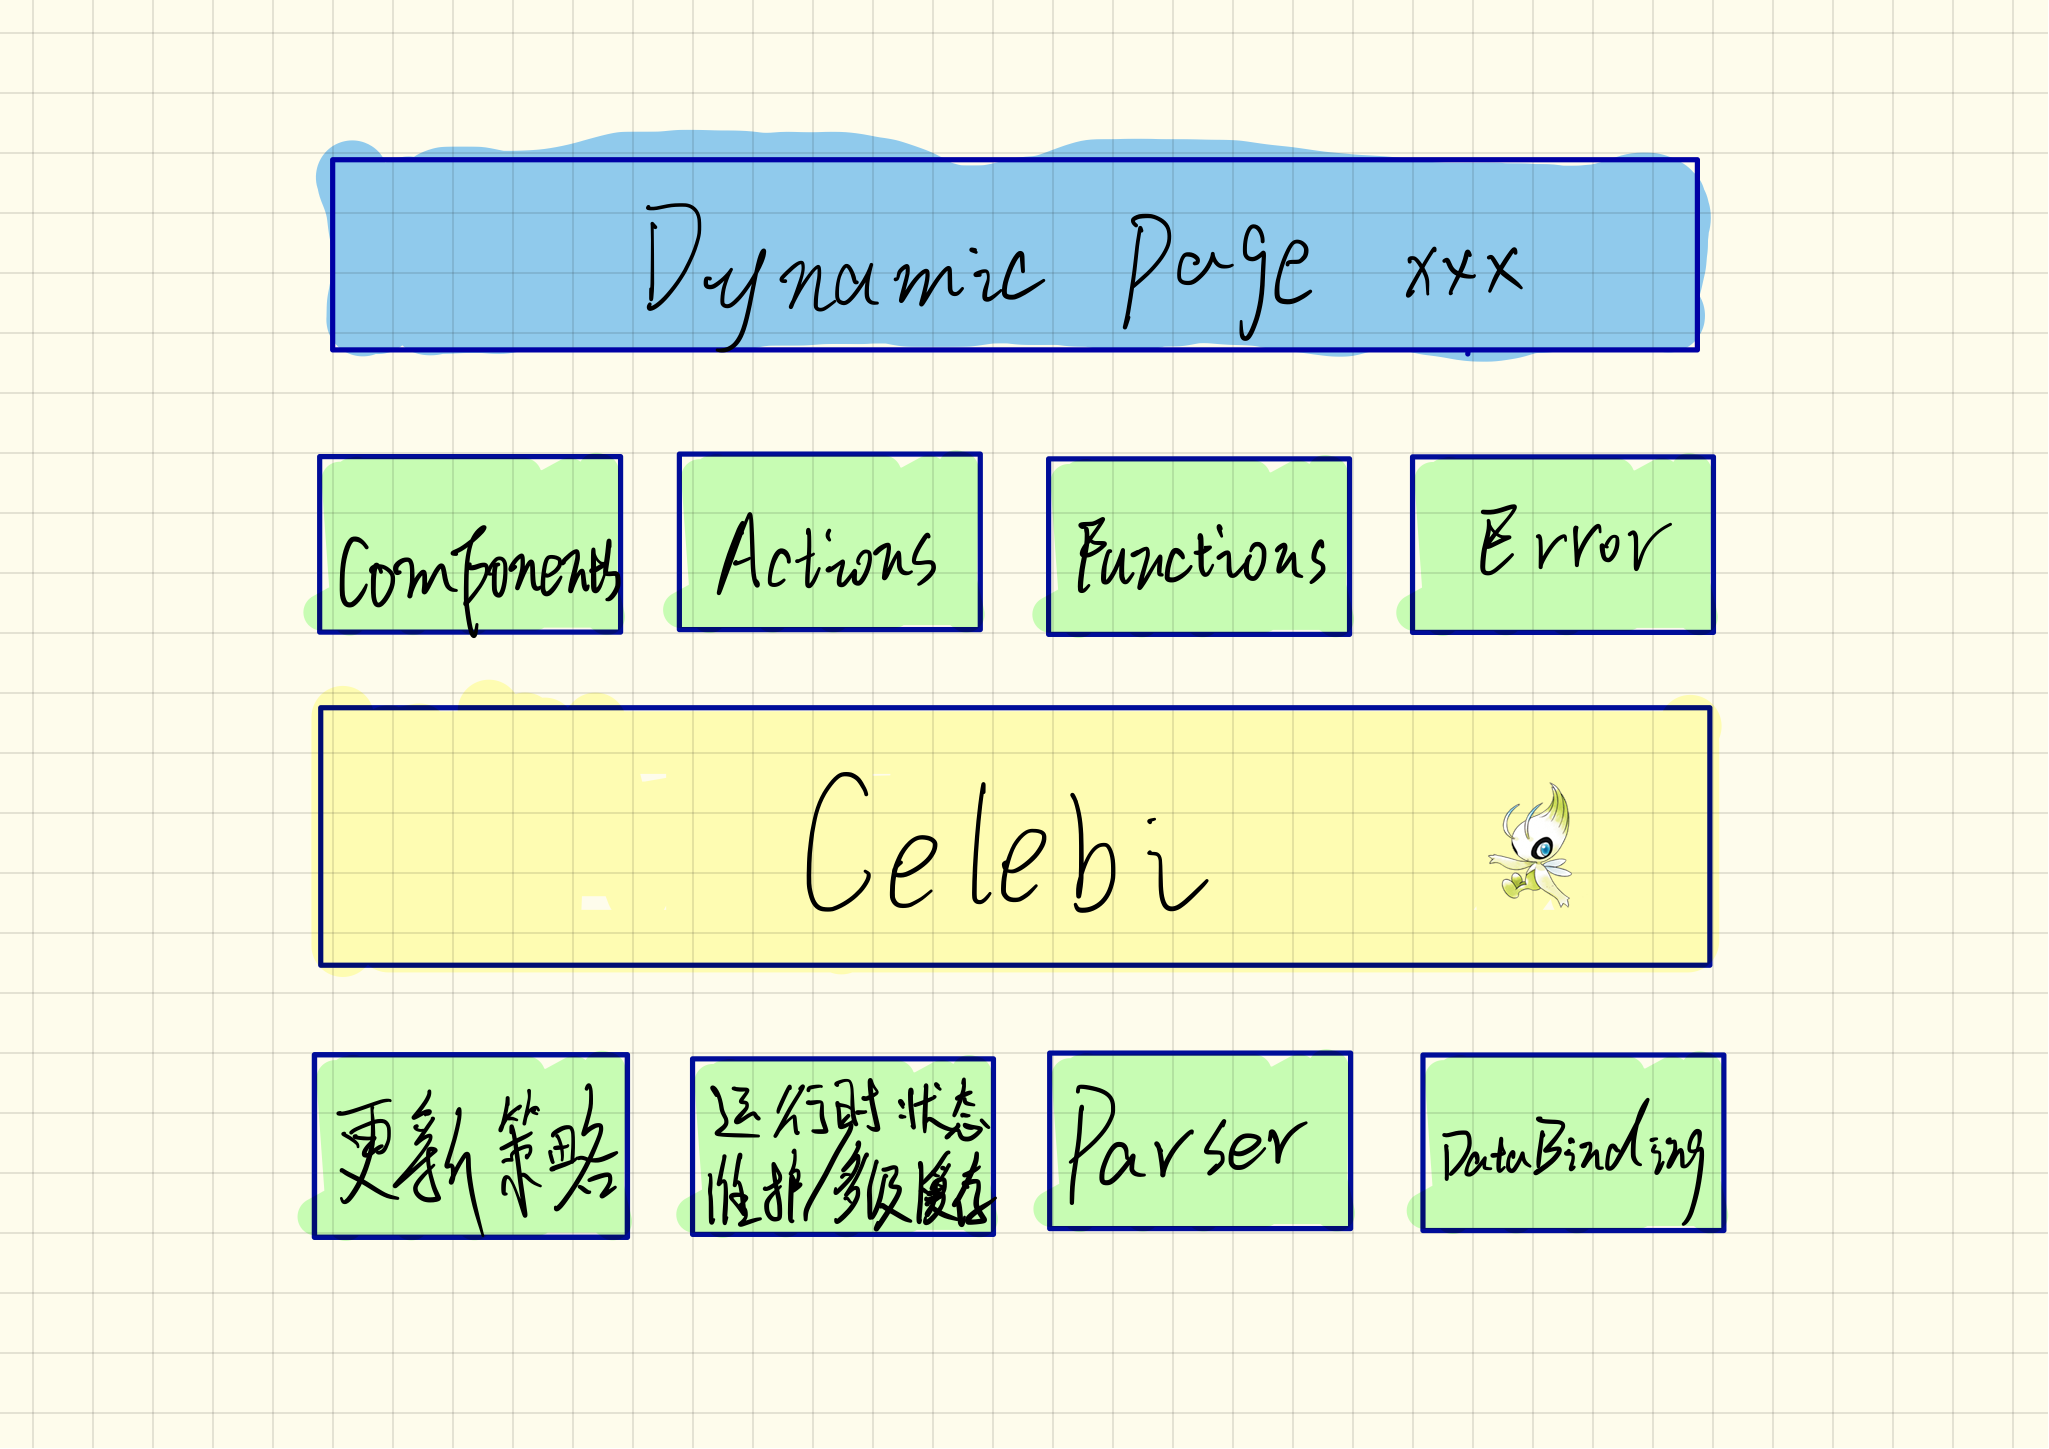 Dynamic Page xxx
Components
Actions
Functions
Error
Celebi
更新策略
运行时状态
维护/多级缓存
Parser
DataBinding